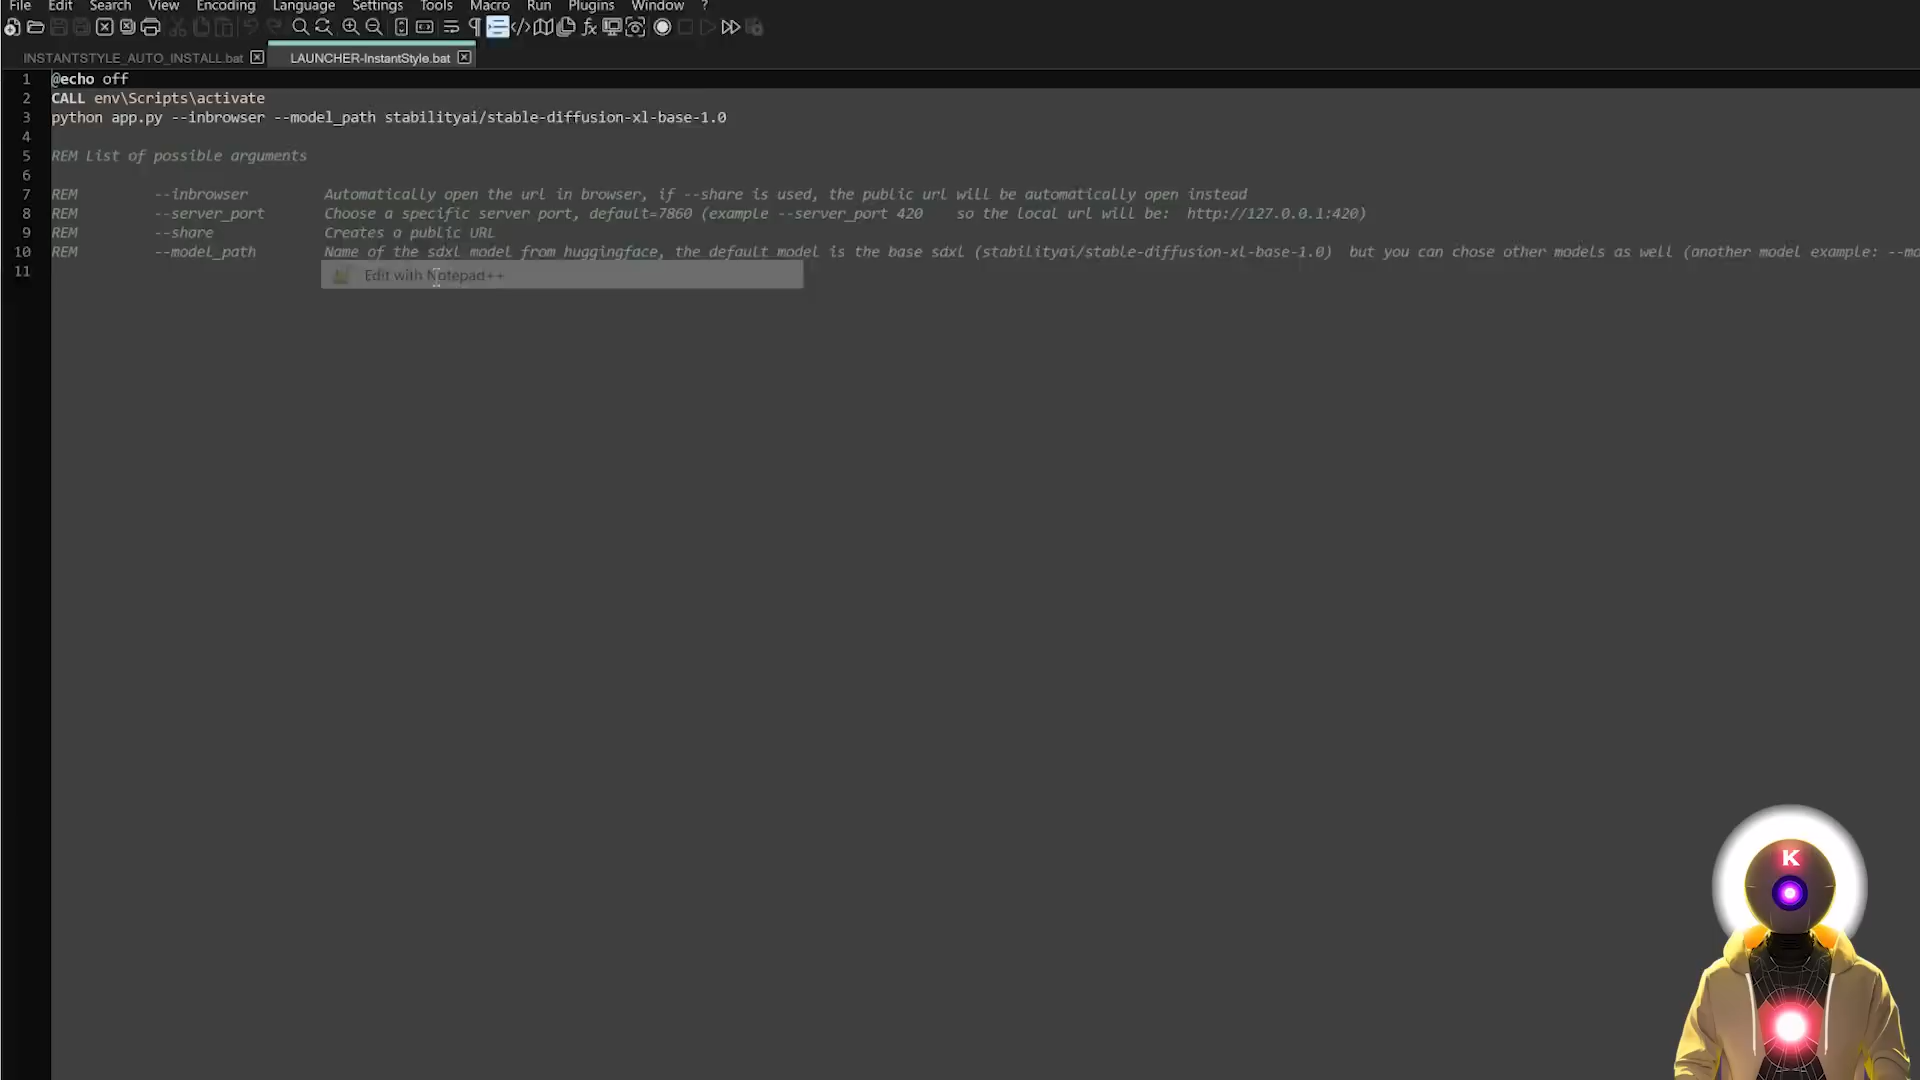 File Edit Search View Encoding Language Settings Tools Macro Run Plugins Window ?
INSTANTSTYLE_AUTO_INSTALL.bat LAUNCHER-InstantStyle.bat
1 @echo off
2 CALL env\Scripts\activate
3 python app.py --inbrowser --model_path stabilityai/stable-diffusion-xl-base-1.0
4
5 REM List of possible arguments
6
7 REM --inbrowser Automatically open the url in browser, if --share is used, the public url will be automatically open instead
8 REM --server_port Choose a specific server port, default=7860 (example --server_port 420 so the local url will be: http://127.0.0.1:420)
9 REM --share Creates a public URL
10 REM --model_path Name of the sdxl model from huggingface, the default model is the base sdxl (stabilityai/stable-diffusion-xl-base-1.0) but you can chose other models as well (another model example: --mo
11
Edit with Notepad++
K